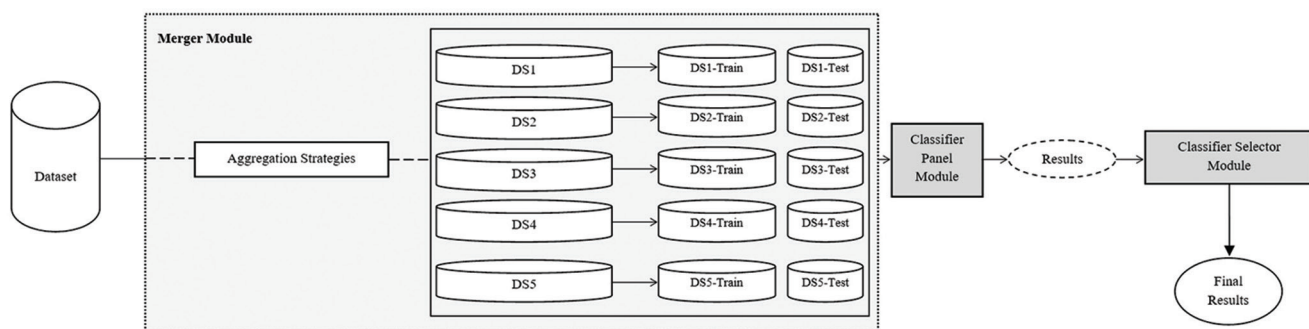 Merger Module
Dataset
Aggregation Strategies
DS1
DS1-Train
DS1-Test
DS2
DS2-Train
DS2-Test
DS3
DS3-Train
DS3-Test
DS4
DS4-Train
DS4-Test
DS5
DS5-Train
DS5-Test
Classifier
Panel
Module
Results
Classifier Selector
Module
Final
Results